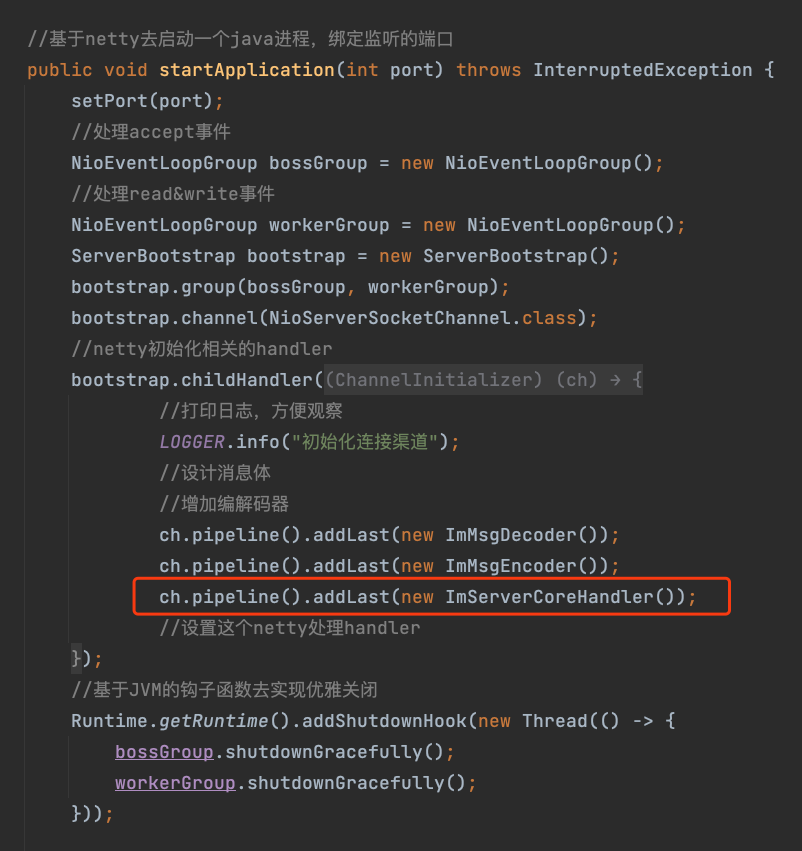 //基于netty去启动一个java进程，绑定监听的端口
public void startApplication(int port) throws InterruptedException {
setPort(port);
//处理accept事件
NioEventLoopGroup bossGroup = new NioEventLoopGroup();
//处理read&write事件
NioEventLoopGroup workerGroup = new NioEventLoopGroup();
ServerBootstrap bootstrap = new ServerBootstrap();
bootstrap.group(bossGroup, workerGroup);
bootstrap.channel(NioServerSocketChannel.class);
//netty初始化相关的handler
bootstrap.childHandler((ChannelInitializer) (ch) → {
//打印日志，方便观察
LOGGER.info("初始化连接渠道");
//设计消息体
//增加编解码器
ch.pipeline().addLast(new ImMsgDecoder());
ch.pipeline().addLast(new ImMsgEncoder());
ch.pipeline().addLast(new ImServerCoreHandler());
//设置这个netty处理handler
});
//基于JVM的钩子函数去实现优雅关闭
Runtime.getRuntime().addShutdownHook(new Thread(() -> {
bossGroup.shutdownGracefully();
workerGroup.shutdownGracefully();
}));